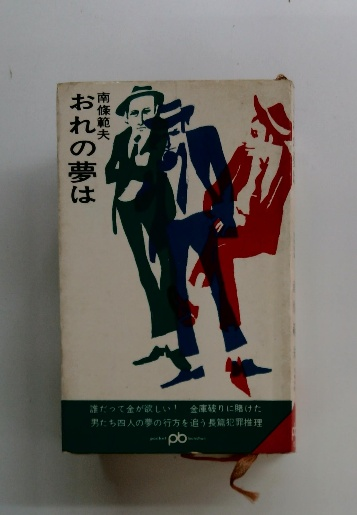 南條範夫
おれの夢は
誰だって金が欲しい！　金庫破りに賭けた
男たち四人の夢の行方を追う長篇犯罪推理
pocket pb